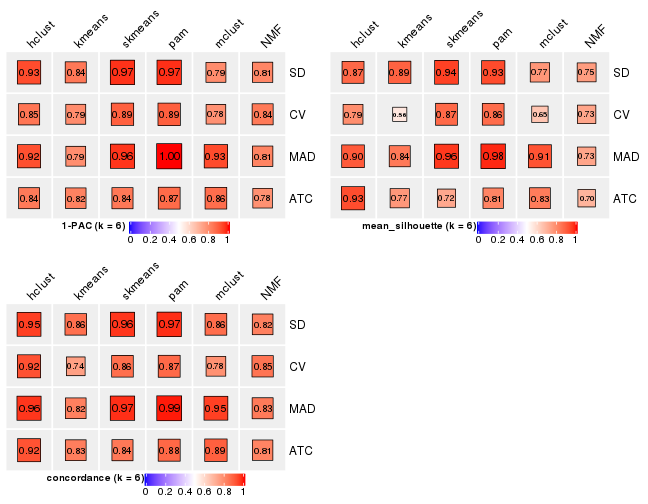 hclust kmeans skmeans pam mclust NMF
0.93 0.84 0.97 0.97 0.79 0.81 SD
0.85 0.79 0.89 0.89 0.78 0.84 CV
0.92 0.79 0.96 1.00 0.93 0.81 MAD
0.84 0.82 0.84 0.87 0.86 0.78 ATC
1-PAC (k = 6)
0 0.2 0.4 0.6 0.8 1
hclust kmeans skmeans pam mclust NMF
0.87 0.89 0.94 0.93 0.77 0.75 SD
0.79 0.56 0.87 0.86 0.65 0.73 CV
0.90 0.84 0.96 0.98 0.91 0.73 MAD
0.93 0.77 0.72 0.81 0.83 0.70 ATC
mean_silhouette (k = 6)
0 0.2 0.4 0.6 0.8 1
hclust kmeans skmeans pam mclust NMF
0.95 0.86 0.96 0.97 0.86 0.82 SD
0.92 0.74 0.86 0.87 0.78 0.85 CV
0.96 0.82 0.97 0.99 0.95 0.83 MAD
0.92 0.83 0.84 0.88 0.89 0.81 ATC
concordance (k = 6)
0 0.2 0.4 0.6 0.8 1